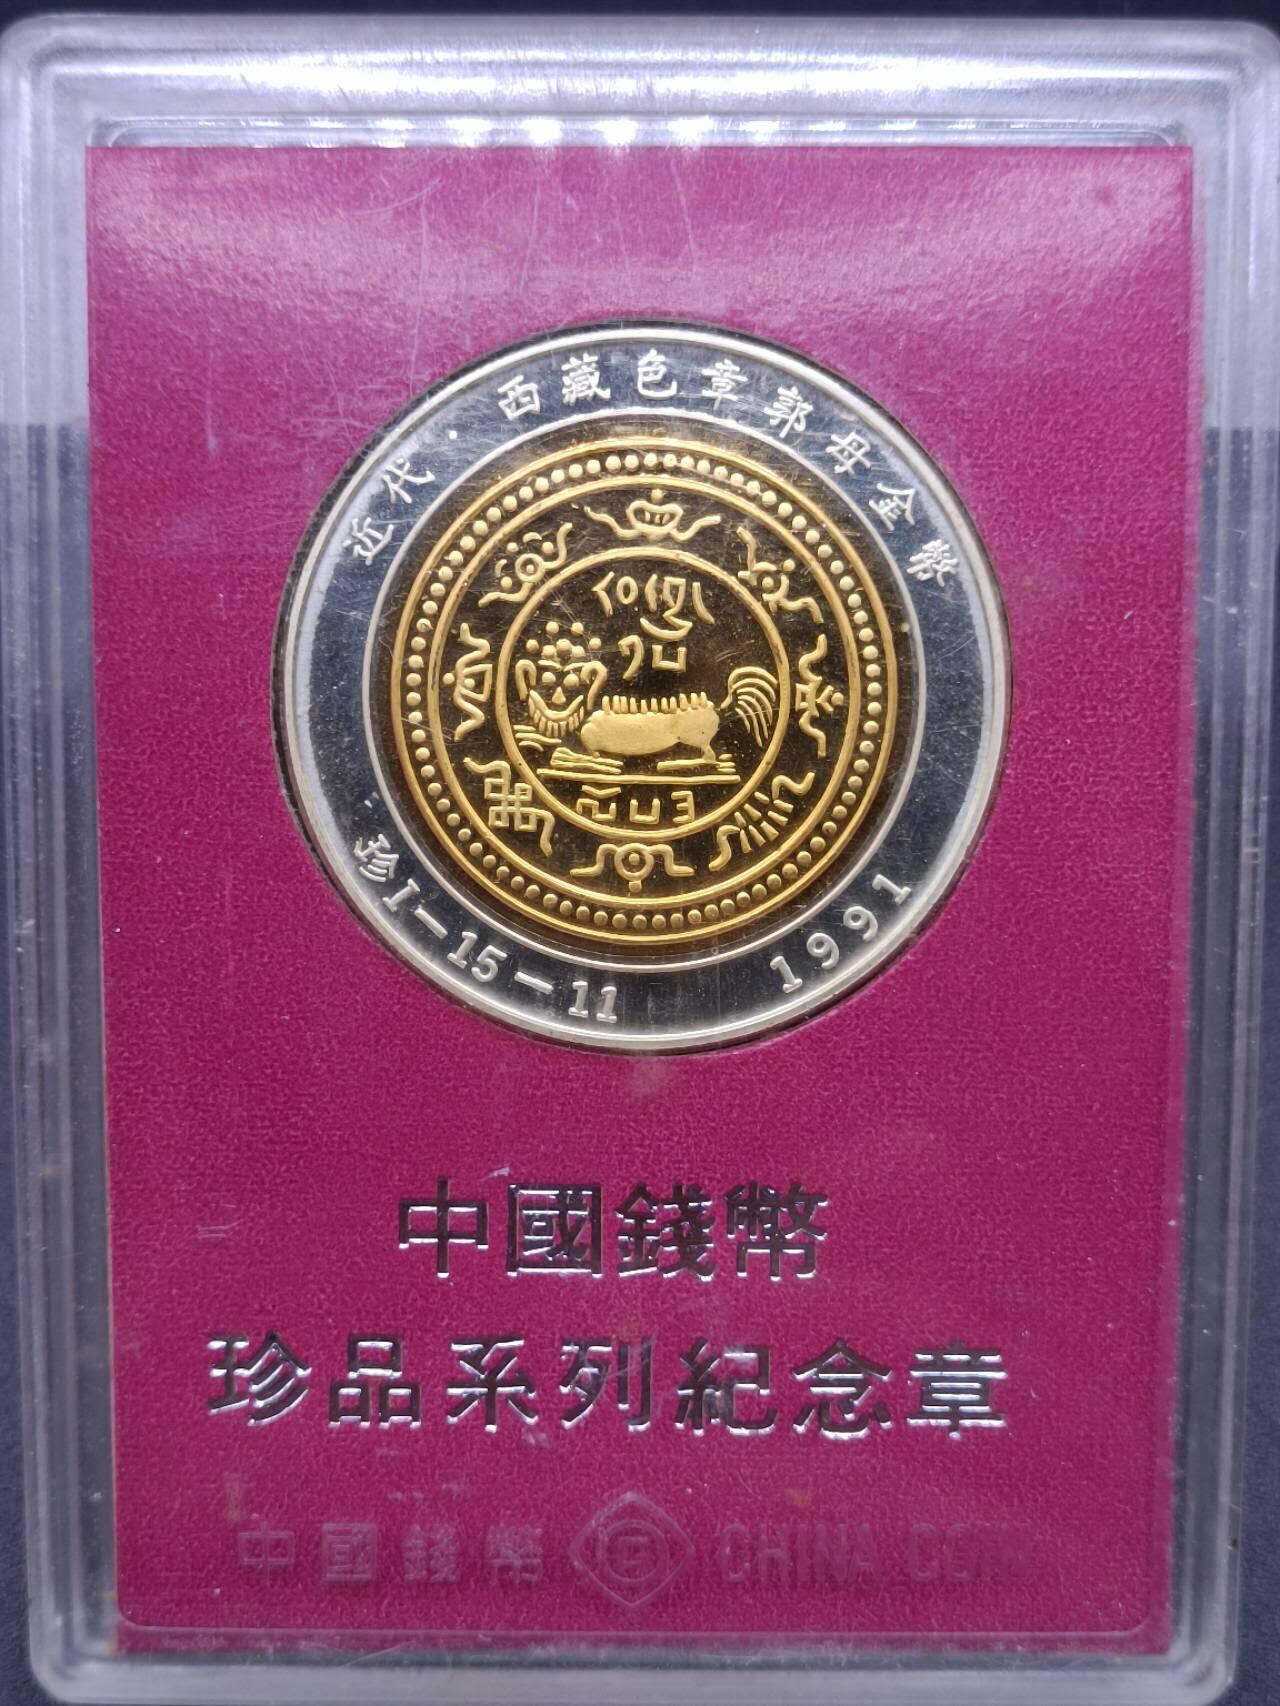 近代·西藏色章郭母金幣
珍I-15-11
1991
中國錢幣
珍品系列紀念章
中國錢幣 CHINA COIN